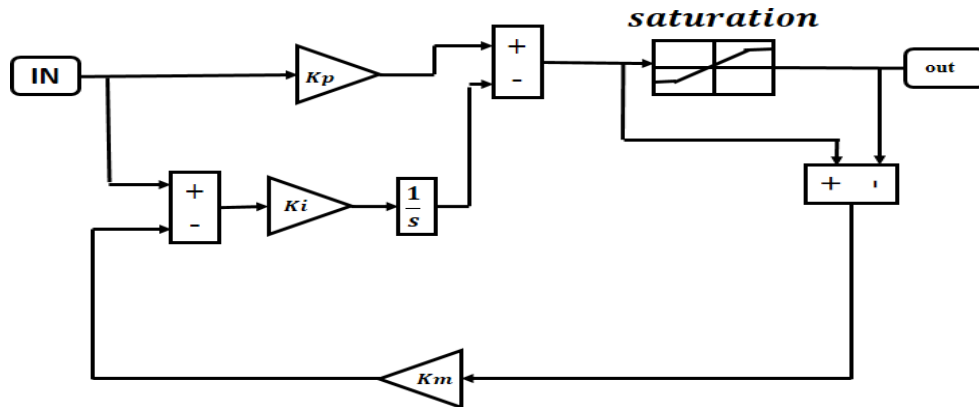 saturation
IN
Kp
+
-
out
+
-
Ki
1
s
+ -
Km